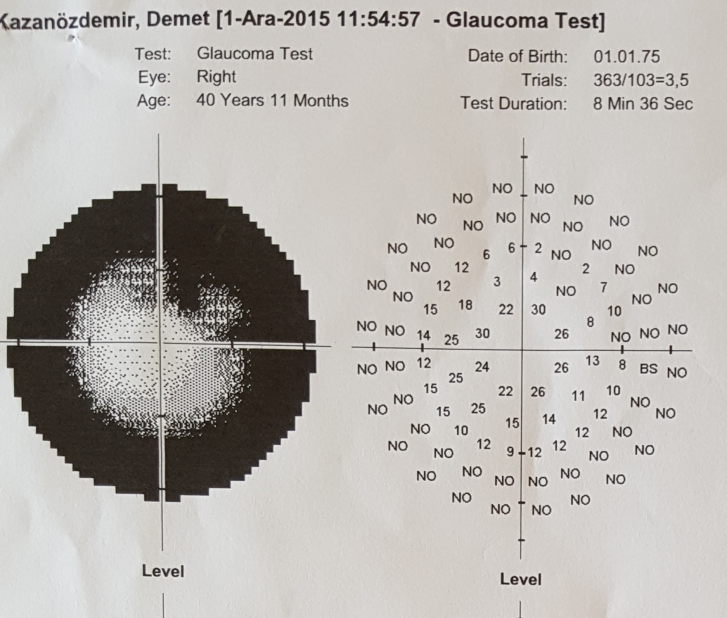 Kazanözdemir, Demet [1-Ara-2015 11:54:57 - Glaucoma Test]
Test: Glaucoma Test Date of Birth: 01.01.75
Eye: Right Trials: 363/103=3,5
Age: 40 Years 11 Months Test Duration: 8 Min 36 Sec
NO NO
NO NO
NO NO NO NO NO NO
NO NO 6 6 2 NO NO NO
NO 12 4 2 NO
NO 12 3 NO 7 NO
NO 15 18 22 30 10 NO
NO NO 14 25 30 26 8 NO NO NO
NO NO 12 25 24 26 13 8 BS NO
NO 15 22 26 11 10 NO
NO 15 25 15 14 12 NO
NO 10 12 NO
NO NO 12 9 12 12 NO NO
NO NO NO NO NO NO
NO NO
NO NO
Level Level